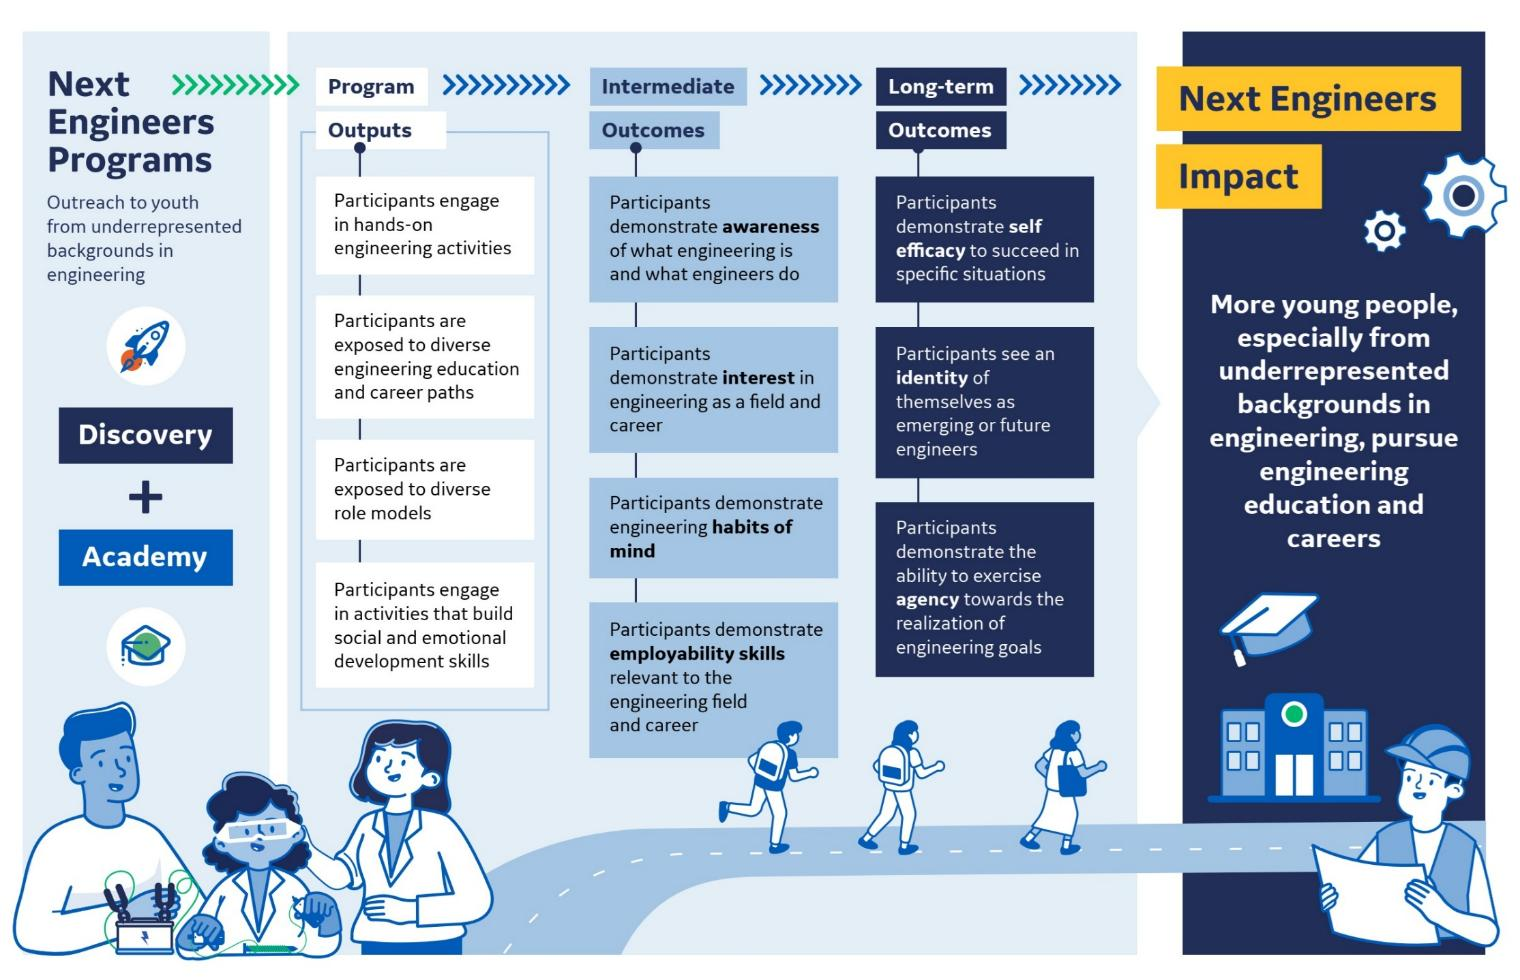 Next
Engineers
Programs
Outreach to youth
from underrepresented
backgrounds in
engineering
Discovery
+
Academy
Program
Outputs
Participants engage
in hands-on
engineering activities
Participants are
exposed to diverse
engineering education
and career paths
Participants are
exposed to diverse
role models
Participants engage
in activities that build
social and emotional
development skills
Intermediate
Outcomes
Participants
demonstrate awareness
of what engineering is
and what engineers do
Participants
demonstrate interest in
engineering as a field and
career
Participants demonstrate
engineering habits of
mind
Participants demonstrate
employability skills
relevant to the
engineering field
and career
Long-term
Outcomes
Participants
demonstrate self
efficacy to succeed in
specific situations
Participants see an
identity of
themselves as
emerging or future
engineers
Participants
demonstrate the
ability to exercise
agency towards the
realization of
engineering goals
Next Engineers
Impact
More young people,
especially from
underrepresented
backgrounds in
engineering, pursue
engineering
education and
careers